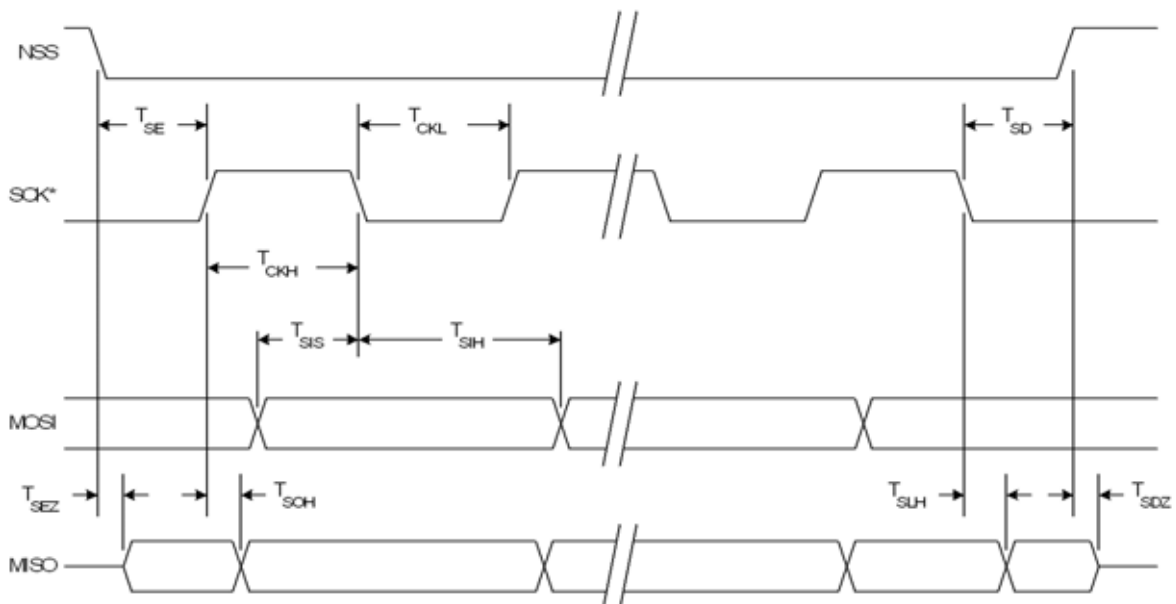 NSS
T_SE
T_CKL
T_SD
SCK*
T_CKH
T_SIS
T_SIH
MOSI
T_SEZ
T_SOH
T_SLH
T_SDZ
MISO